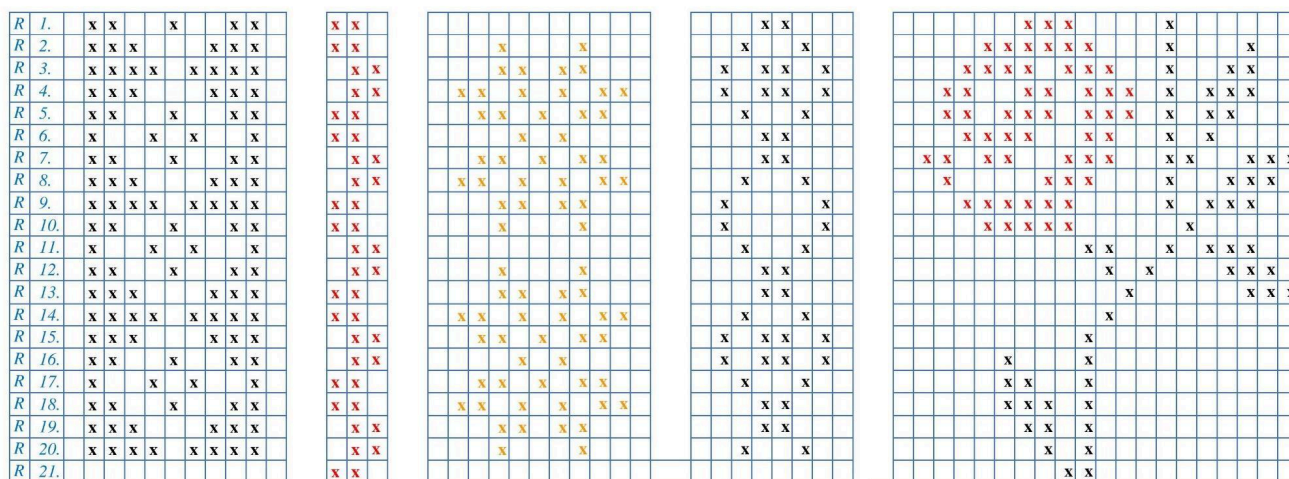 R 1. x x x x x x x x x x x x x
R 2. x x x x x x x x x x x x x x x x x x x x
R 3. x x x x x x x x x x x x x x x x x x x x x x x x x x x x
R 4. x x x x x x x x x x x x x x x x x x x x x x x x x x x x x
R 5. x x x x x x x x x x x x x x x x x x x x x x x x x
R 6. x x x x x x x x x x x x x x x x x x
R 7. x x x x x x x x x x x x x x x x x x x x x x x x x x
R 8. x x x x x x x x x x x x x x x x x x x x x x x x
R 9. x x x x x x x x x x x x x x x x x x x x x x x x x x
R 10. x x x x x x x x x x x x x x x x x
R 11. x x x x x x x x x x x x x x
R 12. x x x x x x x x x x x x x x x x
R 13. x x x x x x x x x x x x x x x x x x
R 14. x x x x x x x x x x x x x x x x x x x
R 15. x x x x x x x x x x x x x x x x x x
R 16. x x x x x x x x x x x x x x x
R 17. x x x x x x x x x x x x x x x x
R 18. x x x x x x x x x x x x x x x x x x x
R 19. x x x x x x x x x x x x x x x x x
R 20. x x x x x x x x x x x x x x x x
R 21. x x x x